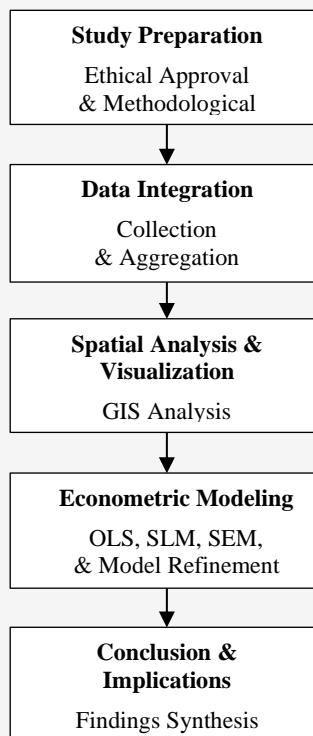 Study Preparation
Ethical Approval
& Methodological
Data Integration
Collection
& Aggregation
Spatial Analysis &
Visualization
GIS Analysis
Econometric Modeling
OLS, SLM, SEM,
& Model Refinement
Conclusion &
Implications
Findings Synthesis